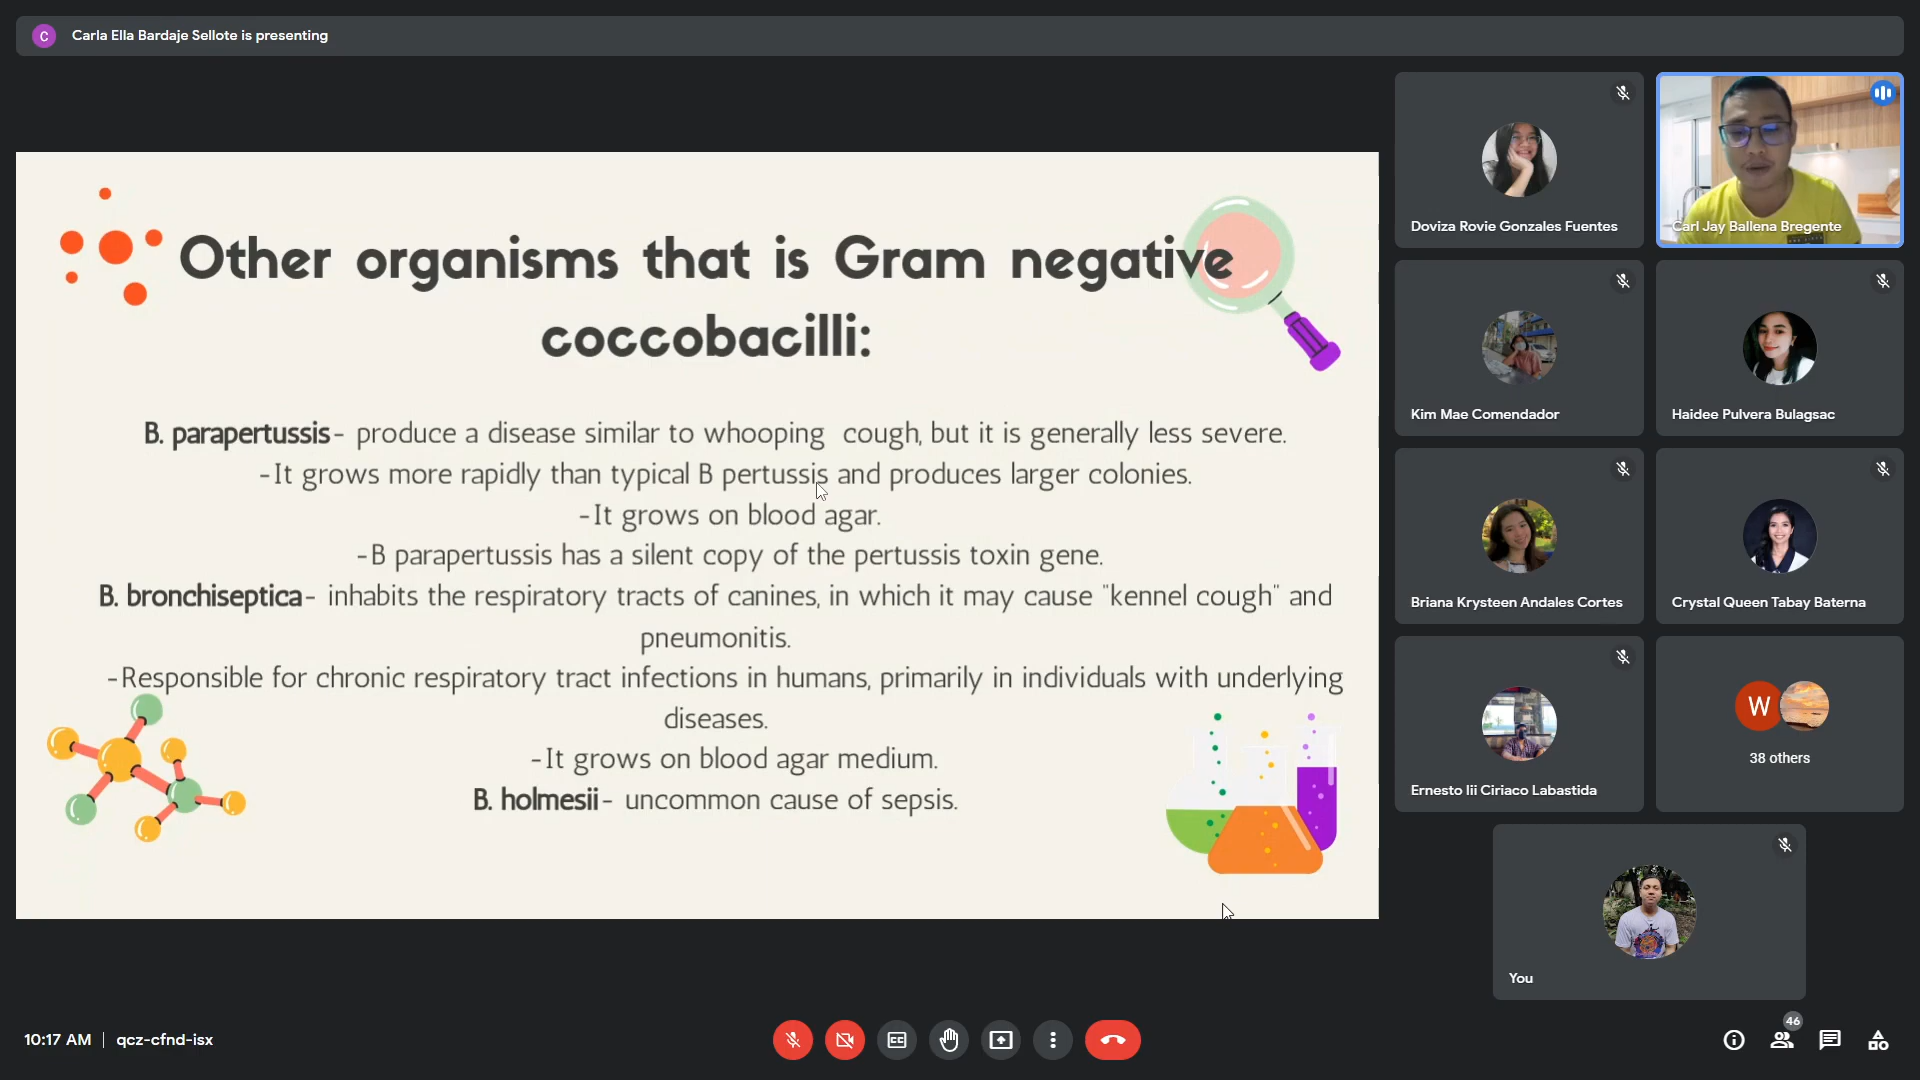 C
Carla Ella Bardaje Sellote is presenting
Other organisms that is Gram negative
coccobacilli:
B. parapertussis- produce a disease similar to whooping cough, but it is generally less severe.
-It grows more rapidly than typical B pertussis and produces larger colonies.
-It grows on blood agar.
-B parapertussis has a silent copy of the pertussis toxin gene.
B. bronchiseptica- inhabits the respiratory tracts of canines, in which it may cause "kennel cough" and
pneumonitis.
-Responsible for chronic respiratory tract infections in humans, primarily in individuals with underlying
diseases.
-It grows on blood agar medium.
B. holmesii- uncommon cause of sepsis.
Doviza Rovie Gonzales Fuentes
Carl Jay Ballena Bregente
Kim Mae Comendador
Haidee Pulvera Bulagsac
Briana Krysteen Andales Cortes
Crystal Queen Tabay Baterna
Ernesto Iii Ciriaco Labastida
W
38 others
You
10:17 AM | qcz-cfnd-isx
CC
46